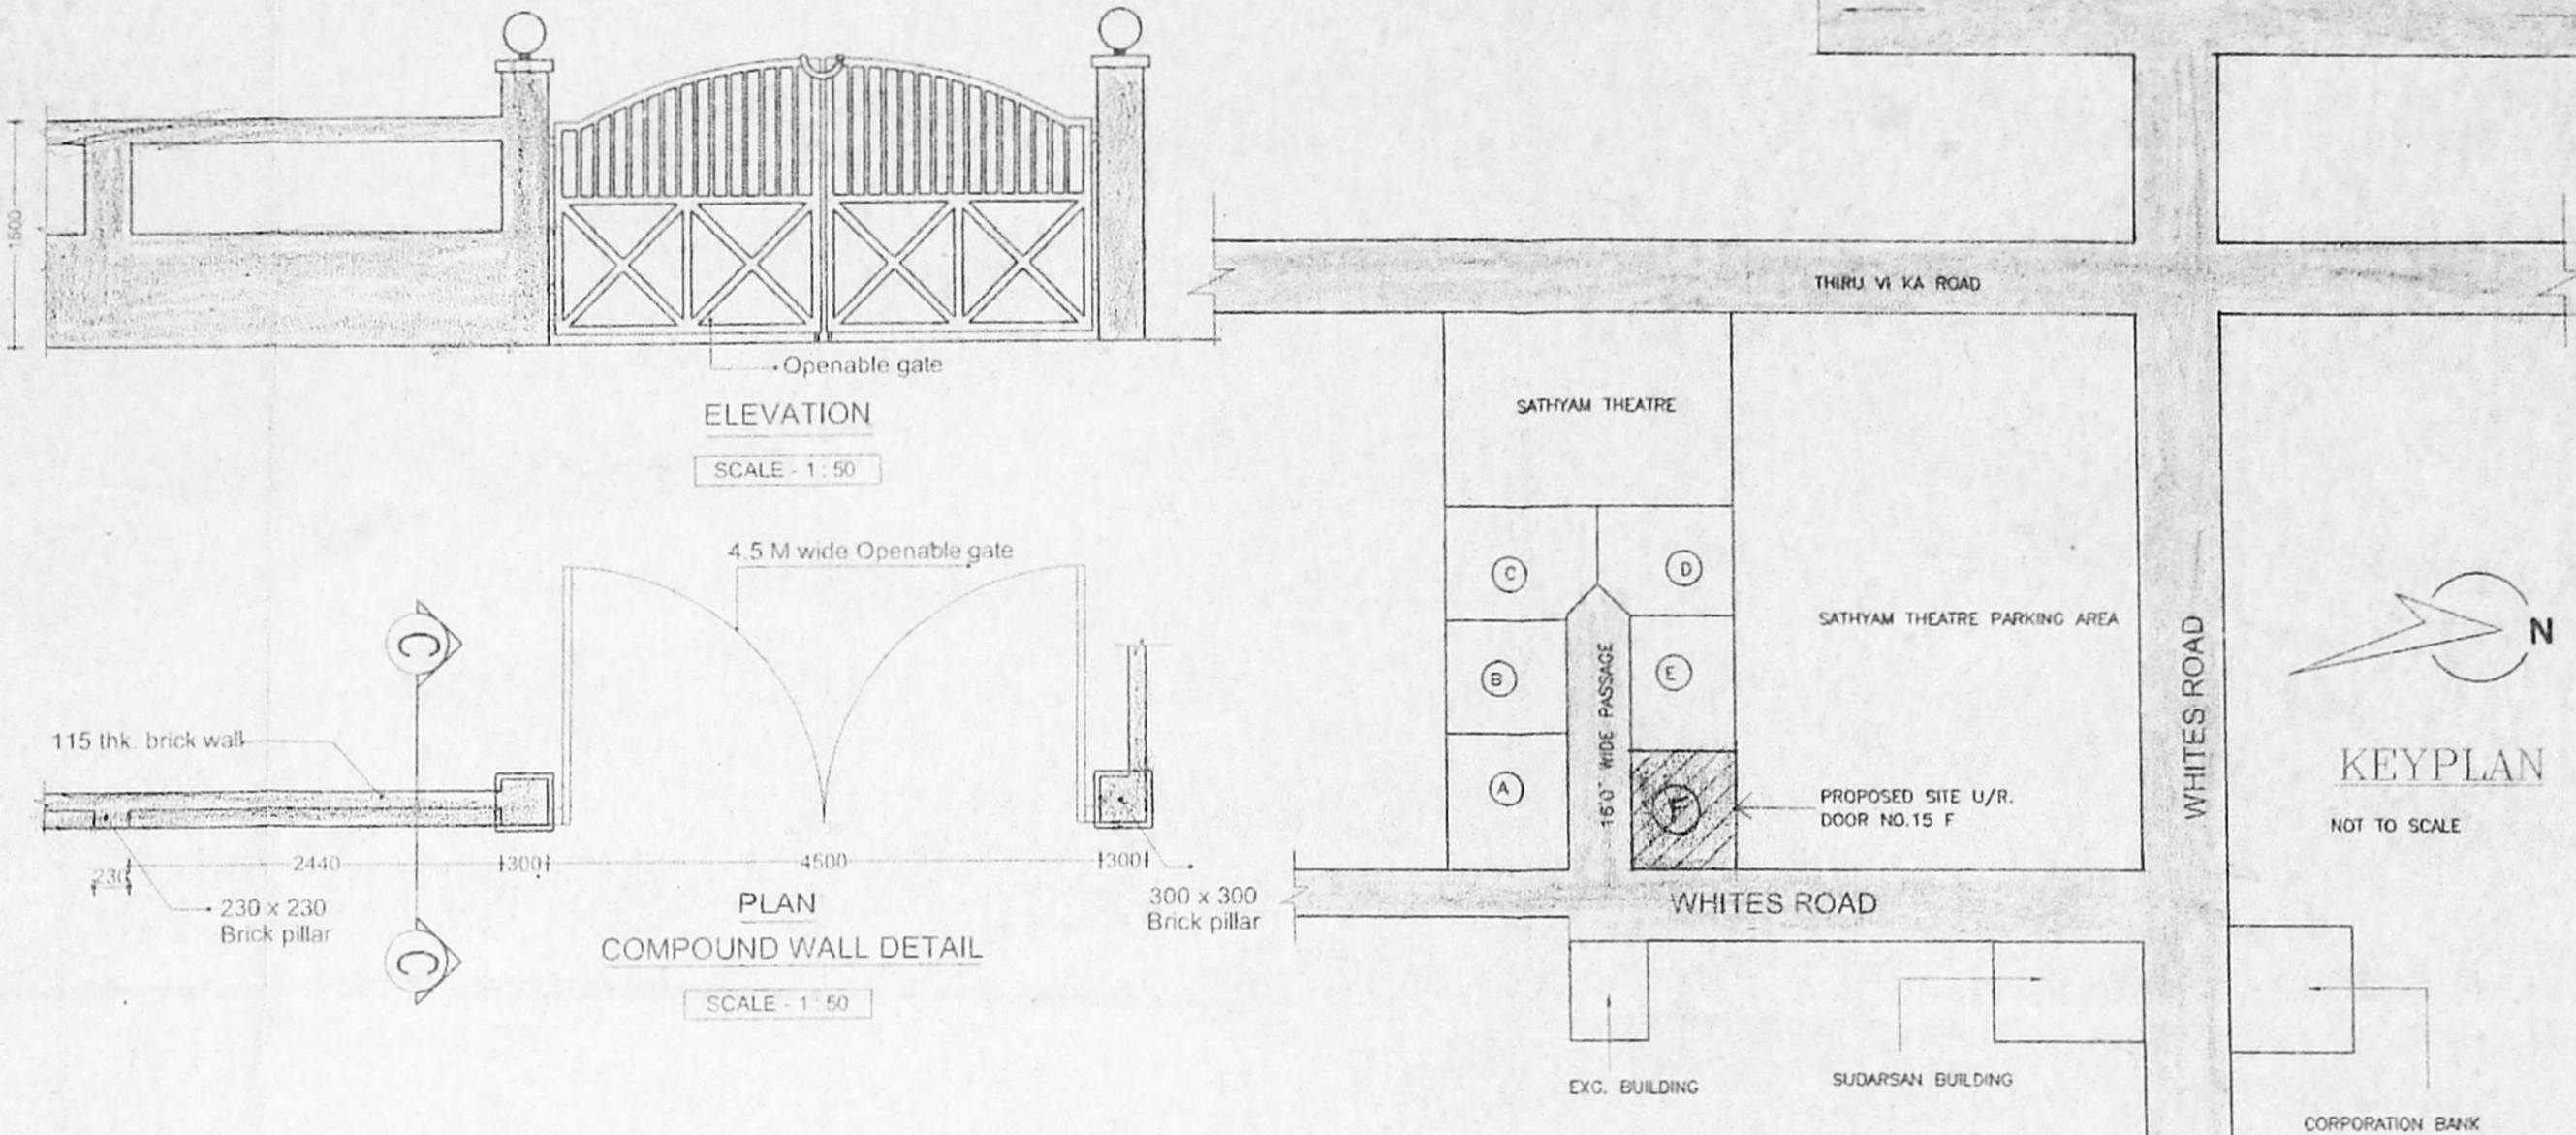 1500
Openable gate
ELEVATION
SCALE - 1 : 50
4.5 M wide Openable gate
C
115 thk. brick wall
230
2440
300
4500
300
230 x 230
Brick pillar
C
PLAN
COMPOUND WALL DETAIL
SCALE - 1 : 50
300 x 300
Brick pillar
THIRU VI KA ROAD
SATHYAM THEATRE
C
D
B
E
A
F
16'0" WIDE PASSAGE
SATHYAM THEATRE PARKING AREA
PROPOSED SITE U/R.
DOOR NO.15 F
WHITES ROAD
WHITES ROAD
N
KEYPLAN
NOT TO SCALE
EXG. BUILDING
SUDARSAN BUILDING
CORPORATION BANK